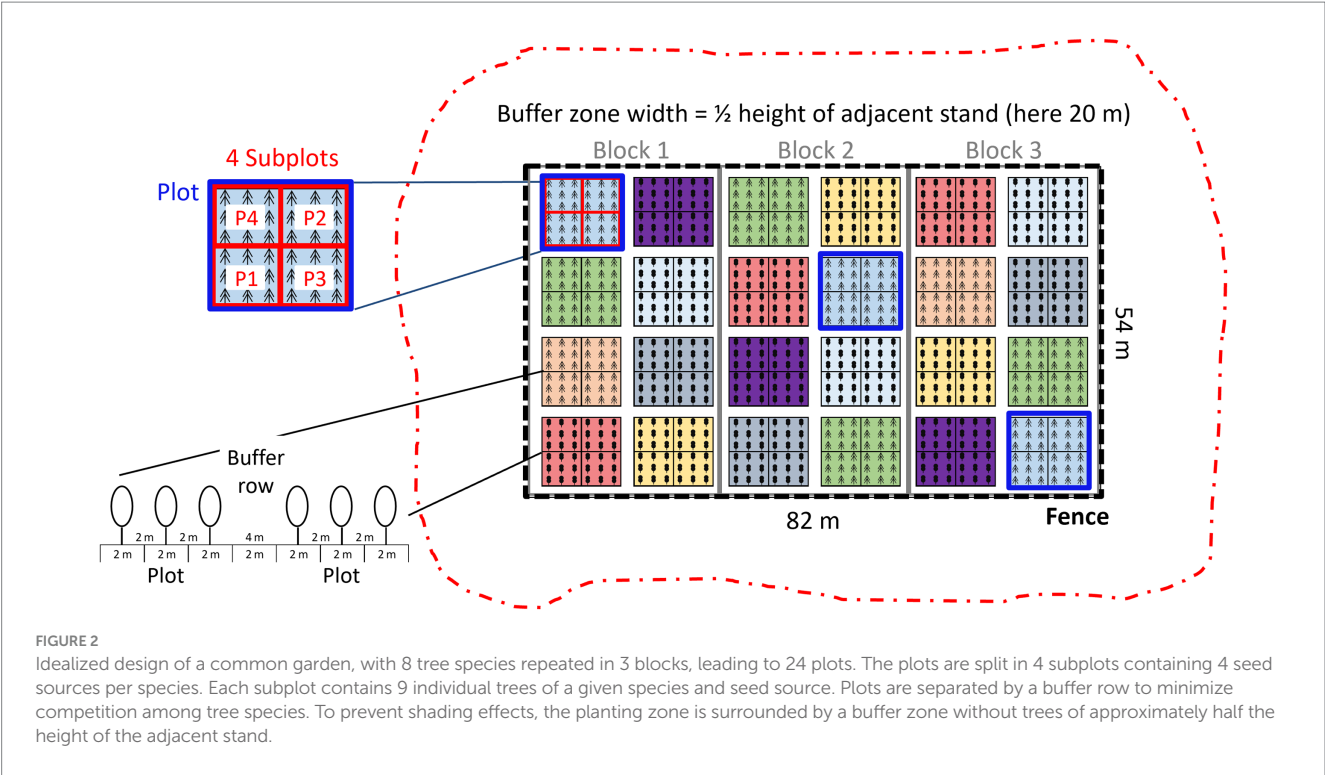 Buffer zone width = ½ height of adjacent stand (here 20 m)
Block 1 Block 2 Block 3
4 Subplots
Plot
P4 P2
P1 P3
54 m
82 m
Fence
Buffer
row
2 m 2 m 4 m 2 m 2 m
2 m 2 m 2 m 2 m 2 m 2 m 2 m
Plot Plot
FIGURE 2
Idealized design of a common garden, with 8 tree species repeated in 3 blocks, leading to 24 plots. The plots are split in 4 subplots containing 4 seed
sources per species. Each subplot contains 9 individual trees of a given species and seed source. Plots are separated by a buffer row to minimize
competition among tree species. To prevent shading effects, the planting zone is surrounded by a buffer zone without trees of approximately half the
height of the adjacent stand.